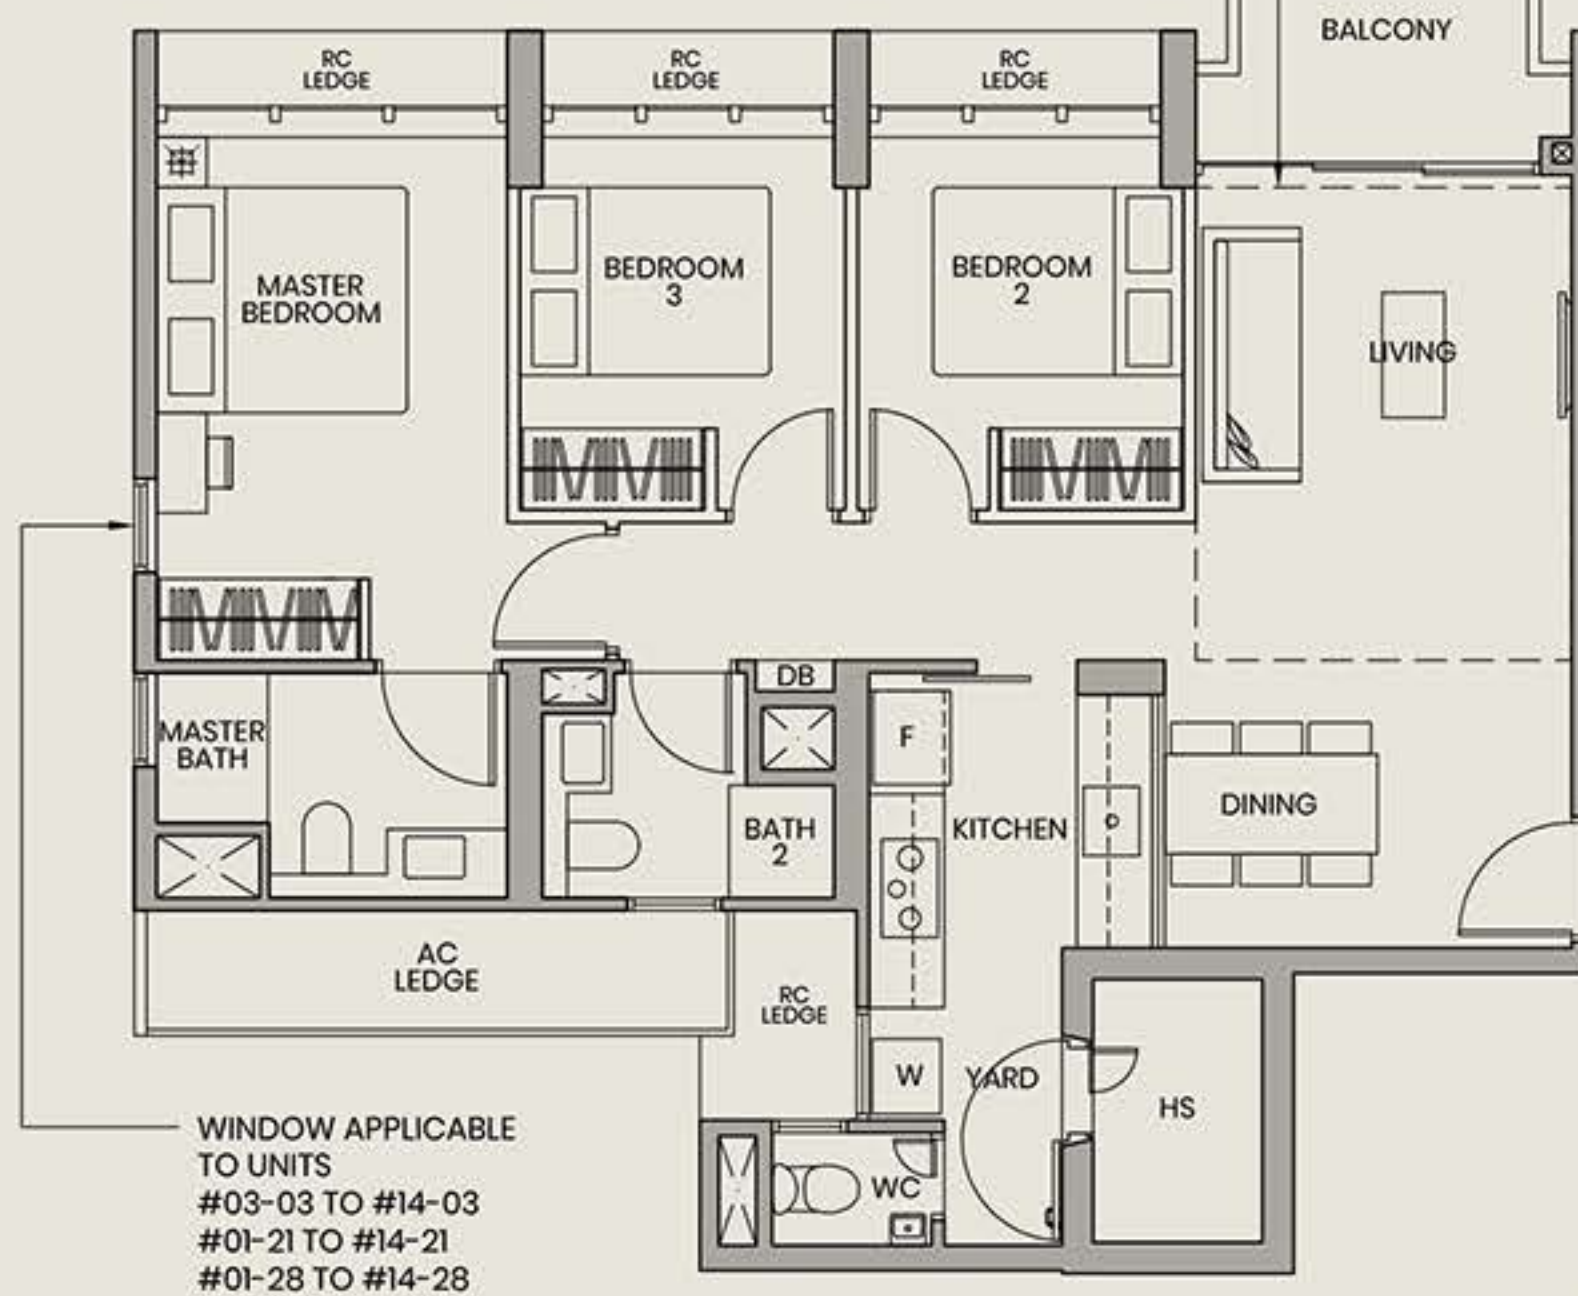 BALCONY
RC
LEDGE
RC
LEDGE
RC
LEDGE
MASTER
BEDROOM
BEDROOM
3
BEDROOM
2
LIVING
DB
MASTER
BATH
F
KITCHEN
DINING
BATH
2
AC
LEDGE
RC
LEDGE
W
YARD
HS
WC
WINDOW APPLICABLE
TO UNITS
#03-03 TO #14-03
#01-21 TO #14-21
#01-28 TO #14-28